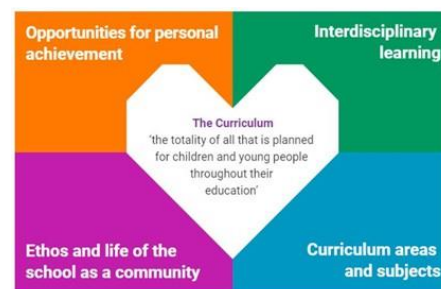 Opportunities for personal
achievement
Interdisciplinary
learning
The Curriculum
'the totality of all that is planned
for children and young people
throughout their
education'
Ethos and life of the
school as a community
Curriculum areas
and subjects